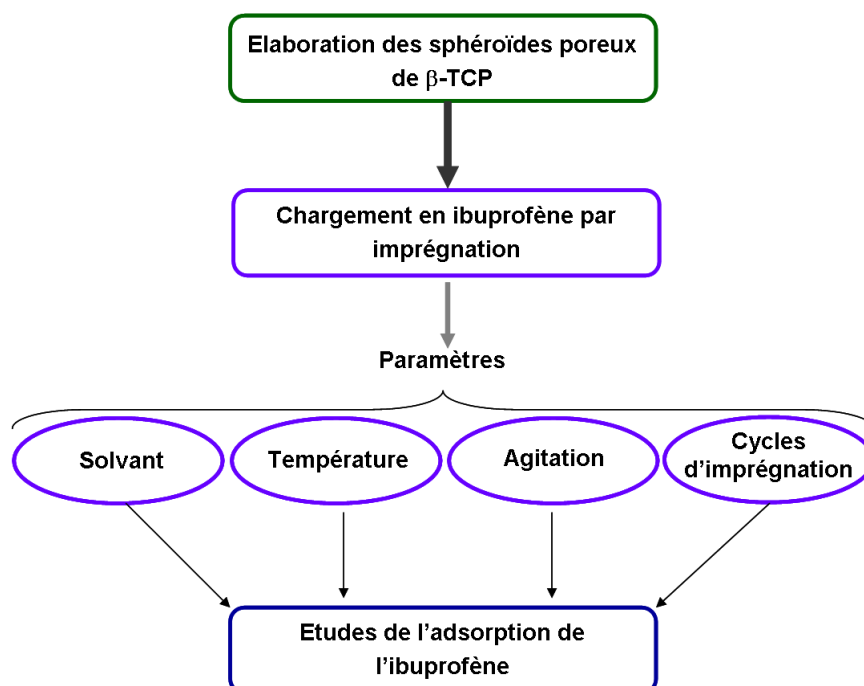 Elaboration des sphéroïdes poreux
de β-TCP
Chargement en ibuprofène par
imprégnation
Paramètres
Solvant
Température
Agitation
Cycles
d’imprégnation
Etudes de l’adsorption de
l’ibuprofène